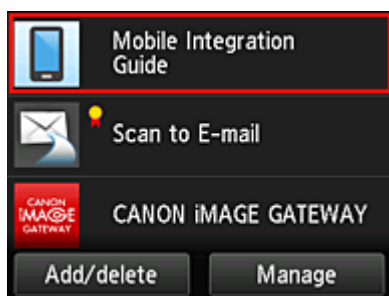 Mobile Integration
Guide
Scan to E-mail
CANON
iMAGE
GATEWAY
CANON iMAGE GATEWAY
Add/delete
Manage